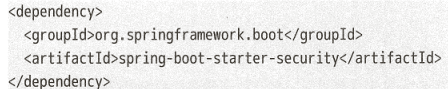 <dependency>
  <groupId>org.springframework.boot</groupId>
  <artifactId>spring-boot-starter-security</artifactId>
</dependency>